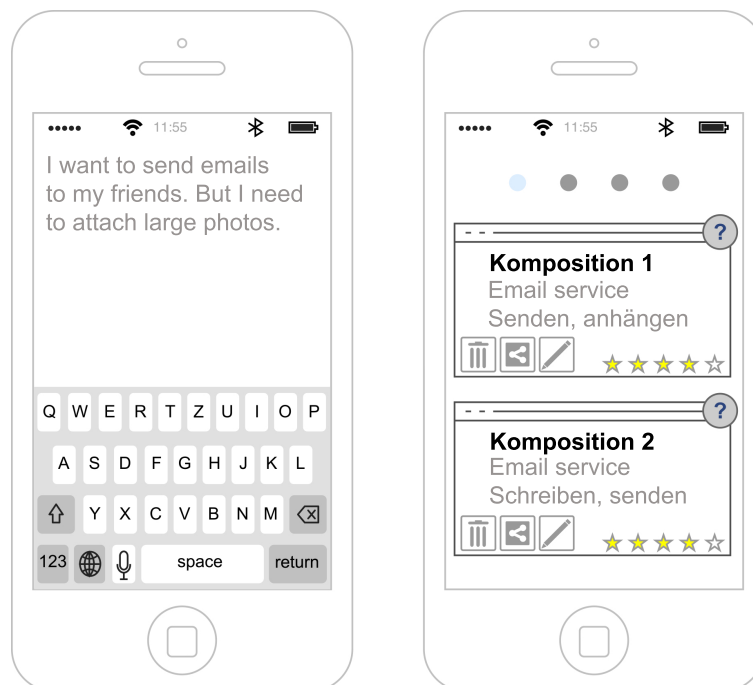 11:55
I want to send emails
to my friends. But I need
to attach large photos.
Q W E R T Z U I O P
A S D F G H J K L
Y X C V B N M
123 space return
11:55
?
Komposition 1
Email service
Senden, anhängen
?
Komposition 2
Email service
Schreiben, senden